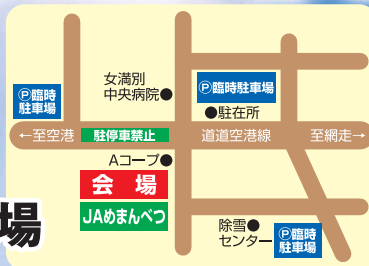 女満別
中央病院
Ⓟ臨時
駐車場
Ⓟ臨時駐車場
駐在所
←至空港
駐停車禁止
道道空港線
至網走→
Aコープ
会場
JAめまんべつ
場
除雪
センター
Ⓟ臨時
駐車場